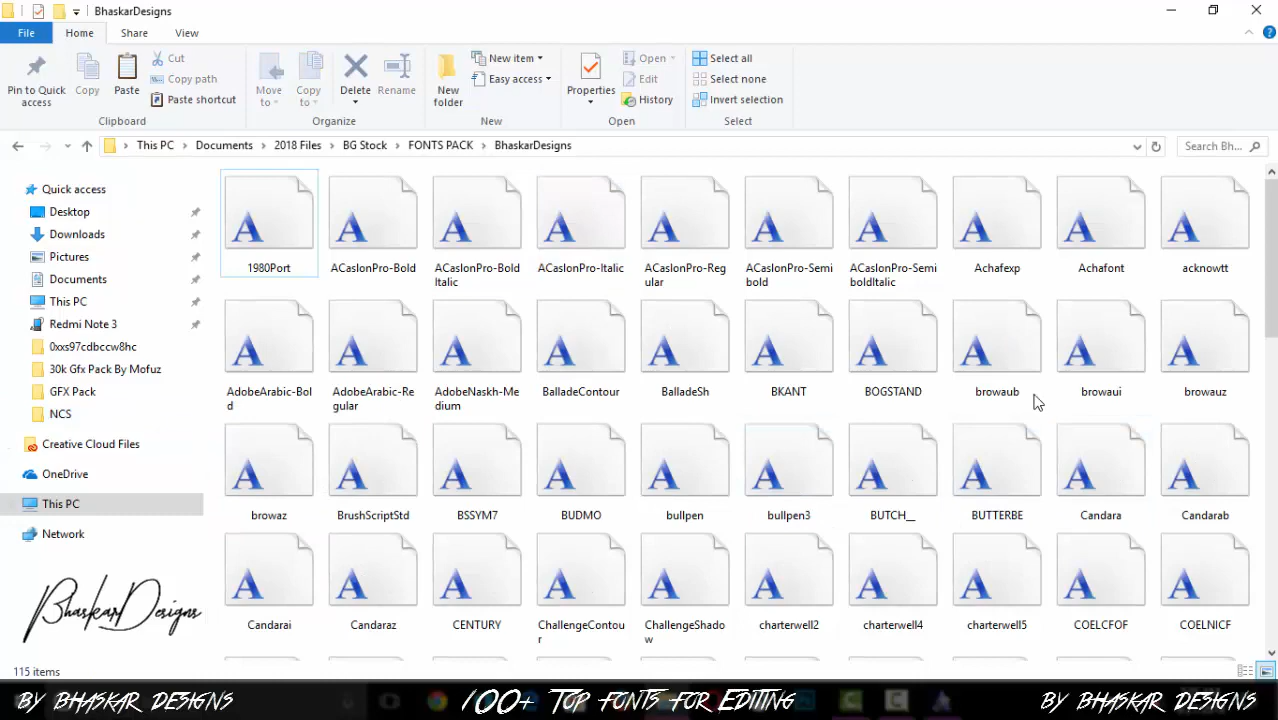 BhaskarDesigns
File Home Share View
Pin to Quick access
Copy
Paste
Cut
Copy path
Paste shortcut
Move to
Copy to
Delete
Rename
New folder
New item
Easy access
Properties
Open
Edit
History
Select all
Select none
Invert selection
Clipboard Organize New Open Select
This PC Documents 2018 Files BG Stock FONTS PACK BhaskarDesigns
Search Bh...
Quick access
Desktop
Downloads
Pictures
Documents
This PC
Redmi Note 3
0xxs97cdbccw8hc
30k Gfx Pack By Mofuz
GFX Pack
NCS
Creative Cloud Files
OneDrive
This PC
Network
BhaskarDesigns
1980Port ACaslonPro-Bold ACaslonPro-BoldItalic ACaslonPro-Italic ACaslonPro-Regular ACaslonPro-Semibold ACaslonPro-SemiboldItalic Achafexp Achafont acknowtt
AdobeArabic-Bold AdobeArabic-Regular AdobeNaskh-Medium BalladeContour BalladeSh BKANT BOGSTAND browaub browaui browauz
browaz BrushScriptStd BSSYM7 BUDMO bullpen bullpen3 BUTCH__ BUTTERBE Candara Candarab
Candarai Candaraz CENTURY ChallengeContour ChallengeShadow charterwell2 charterwell4 charterwell5 COELCFOF COELNICF
115 items
BY BHASKAR DESIGNS 100+ Top fonts for Editing BY BHASKAR DESIGNS